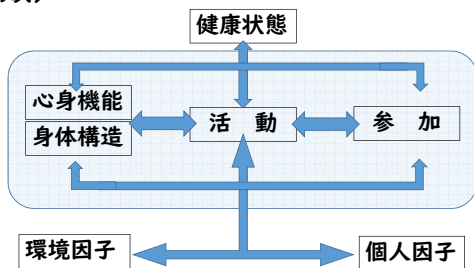 健康状態
心身機能
身体構造
活　動
参　加
環境因子
個人因子